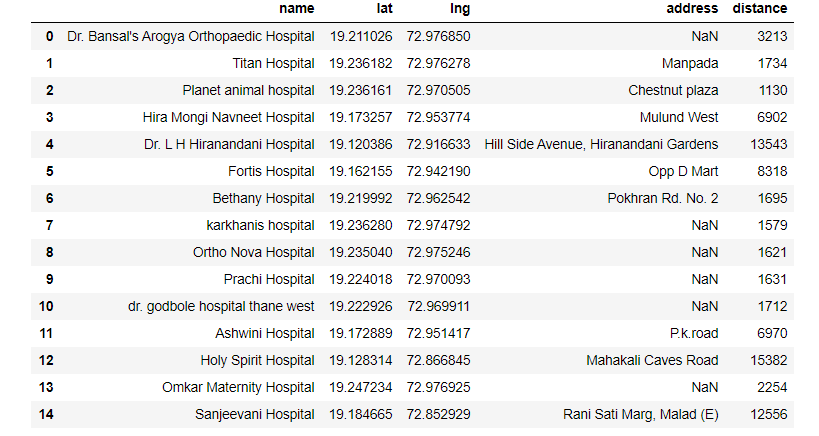 name lat lng address distance
0 Dr. Bansal's Arogya Orthopaedic Hospital 19.211026 72.976850 NaN 3213
1 Titan Hospital 19.236182 72.976278 Manpada 1734
2 Planet animal hospital 19.236161 72.970505 Chestnut plaza 1130
3 Hira Mongi Navneet Hospital 19.173257 72.953774 Mulund West 6902
4 Dr. L H Hiranandani Hospital 19.120386 72.916633 Hill Side Avenue, Hiranandani Gardens 13543
5 Fortis Hospital 19.162155 72.942190 Opp D Mart 8318
6 Bethany Hospital 19.219992 72.962542 Pokhran Rd. No. 2 1695
7 karkhanis hospital 19.236280 72.974792 NaN 1579
8 Ortho Nova Hospital 19.235040 72.975246 NaN 1621
9 Prachi Hospital 19.224018 72.970093 NaN 1631
10 dr. godbole hospital thane west 19.222926 72.969911 NaN 1712
11 Ashwini Hospital 19.172889 72.951417 P.k.road 6970
12 Holy Spirit Hospital 19.128314 72.866845 Mahakali Caves Road 15382
13 Omkar Maternity Hospital 19.247234 72.976925 NaN 2254
14 Sanjeevani Hospital 19.184665 72.852929 Rani Sati Marg, Malad (E) 12556